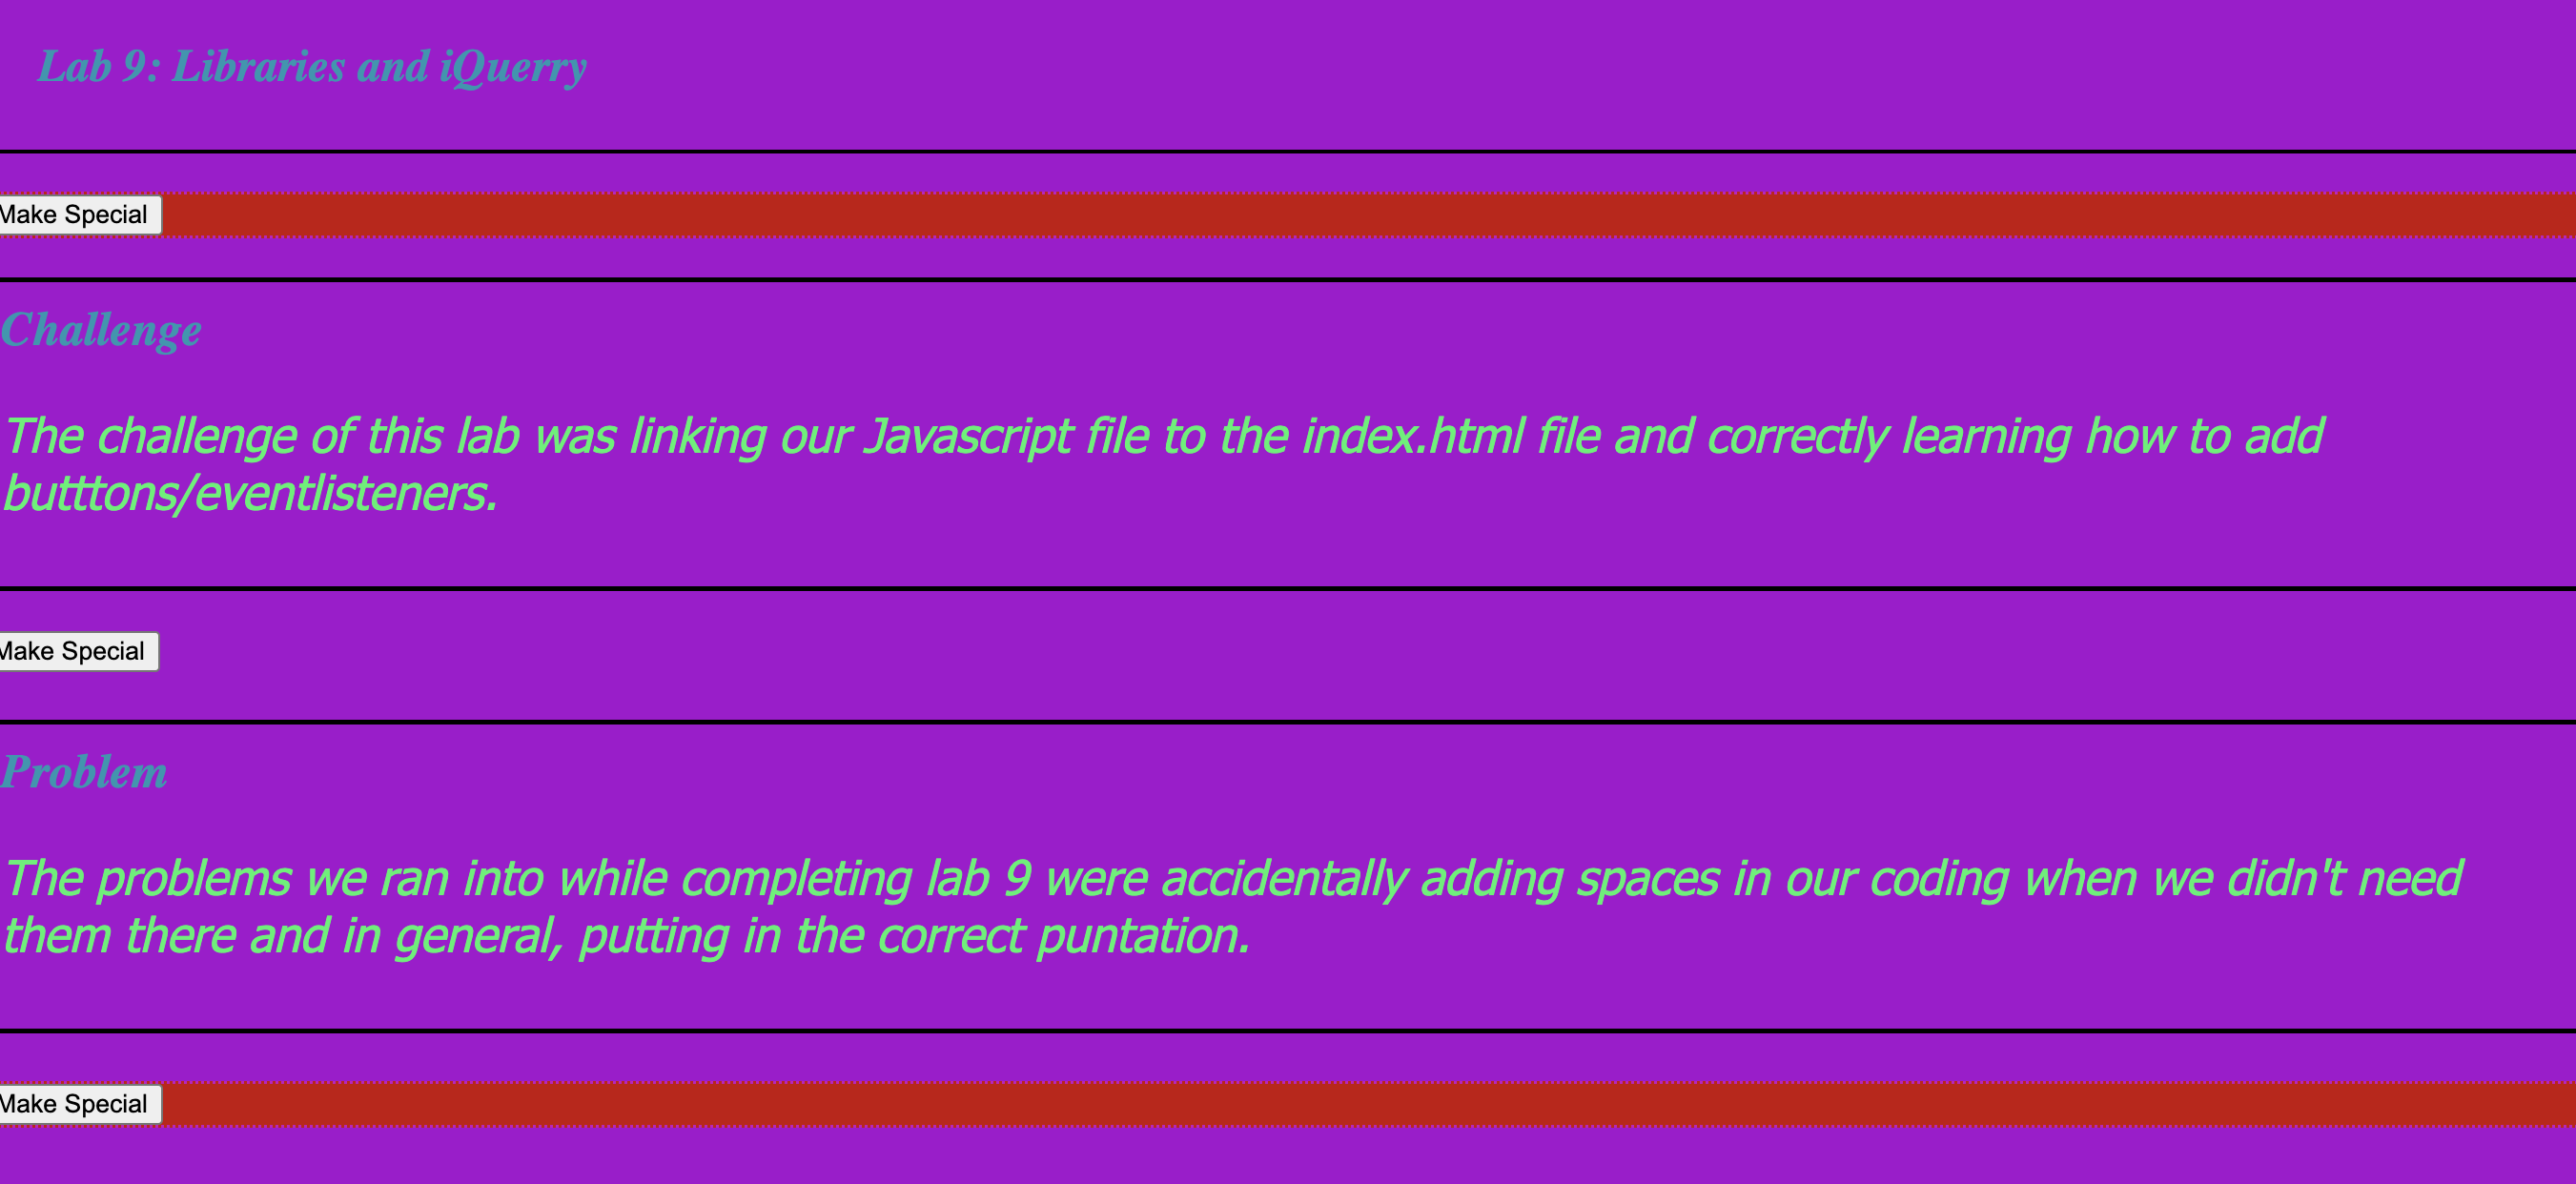 Lab 9: Libraries and iQuerry
Make Special
Challenge
The challenge of this lab was linking our Javascript file to the index.html file and correctly learning how to add
butttons/eventlisteners.
Make Special
Problem
The problems we ran into while completing lab 9 were accidentally adding spaces in our coding when we didn't need
them there and in general, putting in the correct puntation.
Make Special